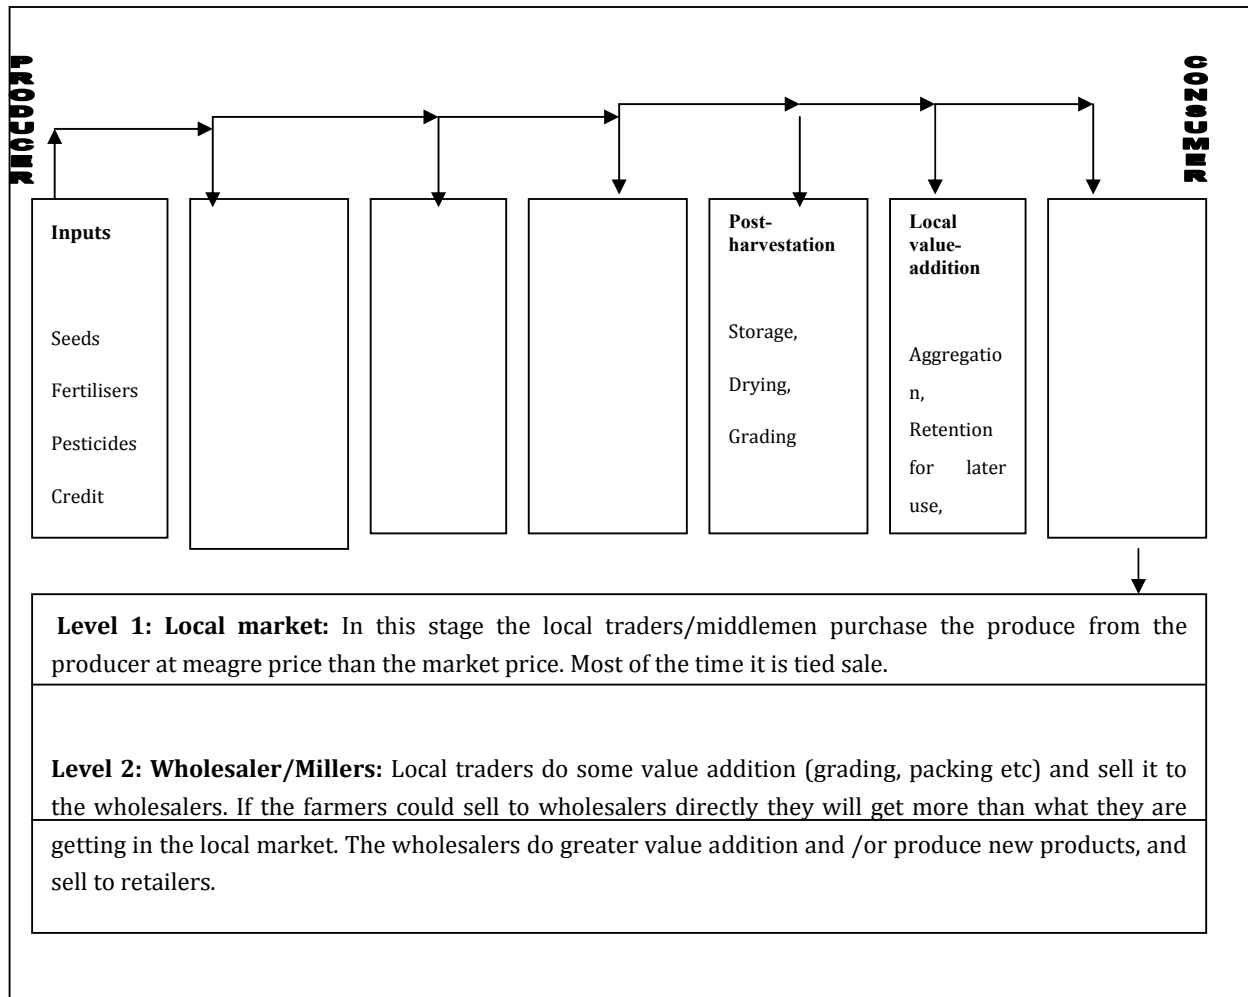 PRODUCER
CONSUMER
Inputs
Seeds
Fertilisers
Pesticides
Credit
Post-
harvestation
Storage,
Drying,
Grading
Local
value-
addition
Aggregatio
n,
Retention
for later
use,
Level 1: Local market: In this stage the local traders/middlemen purchase the produce from the
producer at meagre price than the market price. Most of the time it is tied sale.
Level 2: Wholesaler/Millers: Local traders do some value addition (grading, packing etc) and sell it to
the wholesalers. If the farmers could sell to wholesalers directly they will get more than what they are
getting in the local market. The wholesalers do greater value addition and /or produce new products, and
sell to retailers.